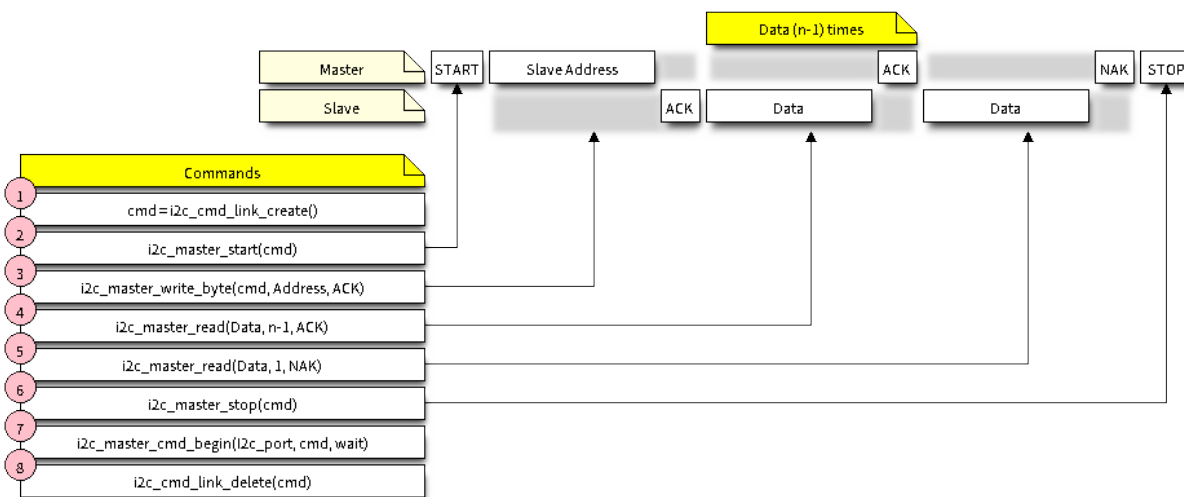 Data (n-1) times
Master START Slave Address ACK NAK STOP
Slave ACK Data Data
Commands
1 cmd=i2c_cmd_link_create()
2 i2c_master_start(cmd)
3 i2c_master_write_byte(cmd, Address, ACK)
4 i2c_master_read(Data, n-1, ACK)
5 i2c_master_read(Data, 1, NAK)
6 i2c_master_stop(cmd)
7 i2c_master_cmd_begin(I2c_port, cmd, wait)
8 i2c_cmd_link_delete(cmd)